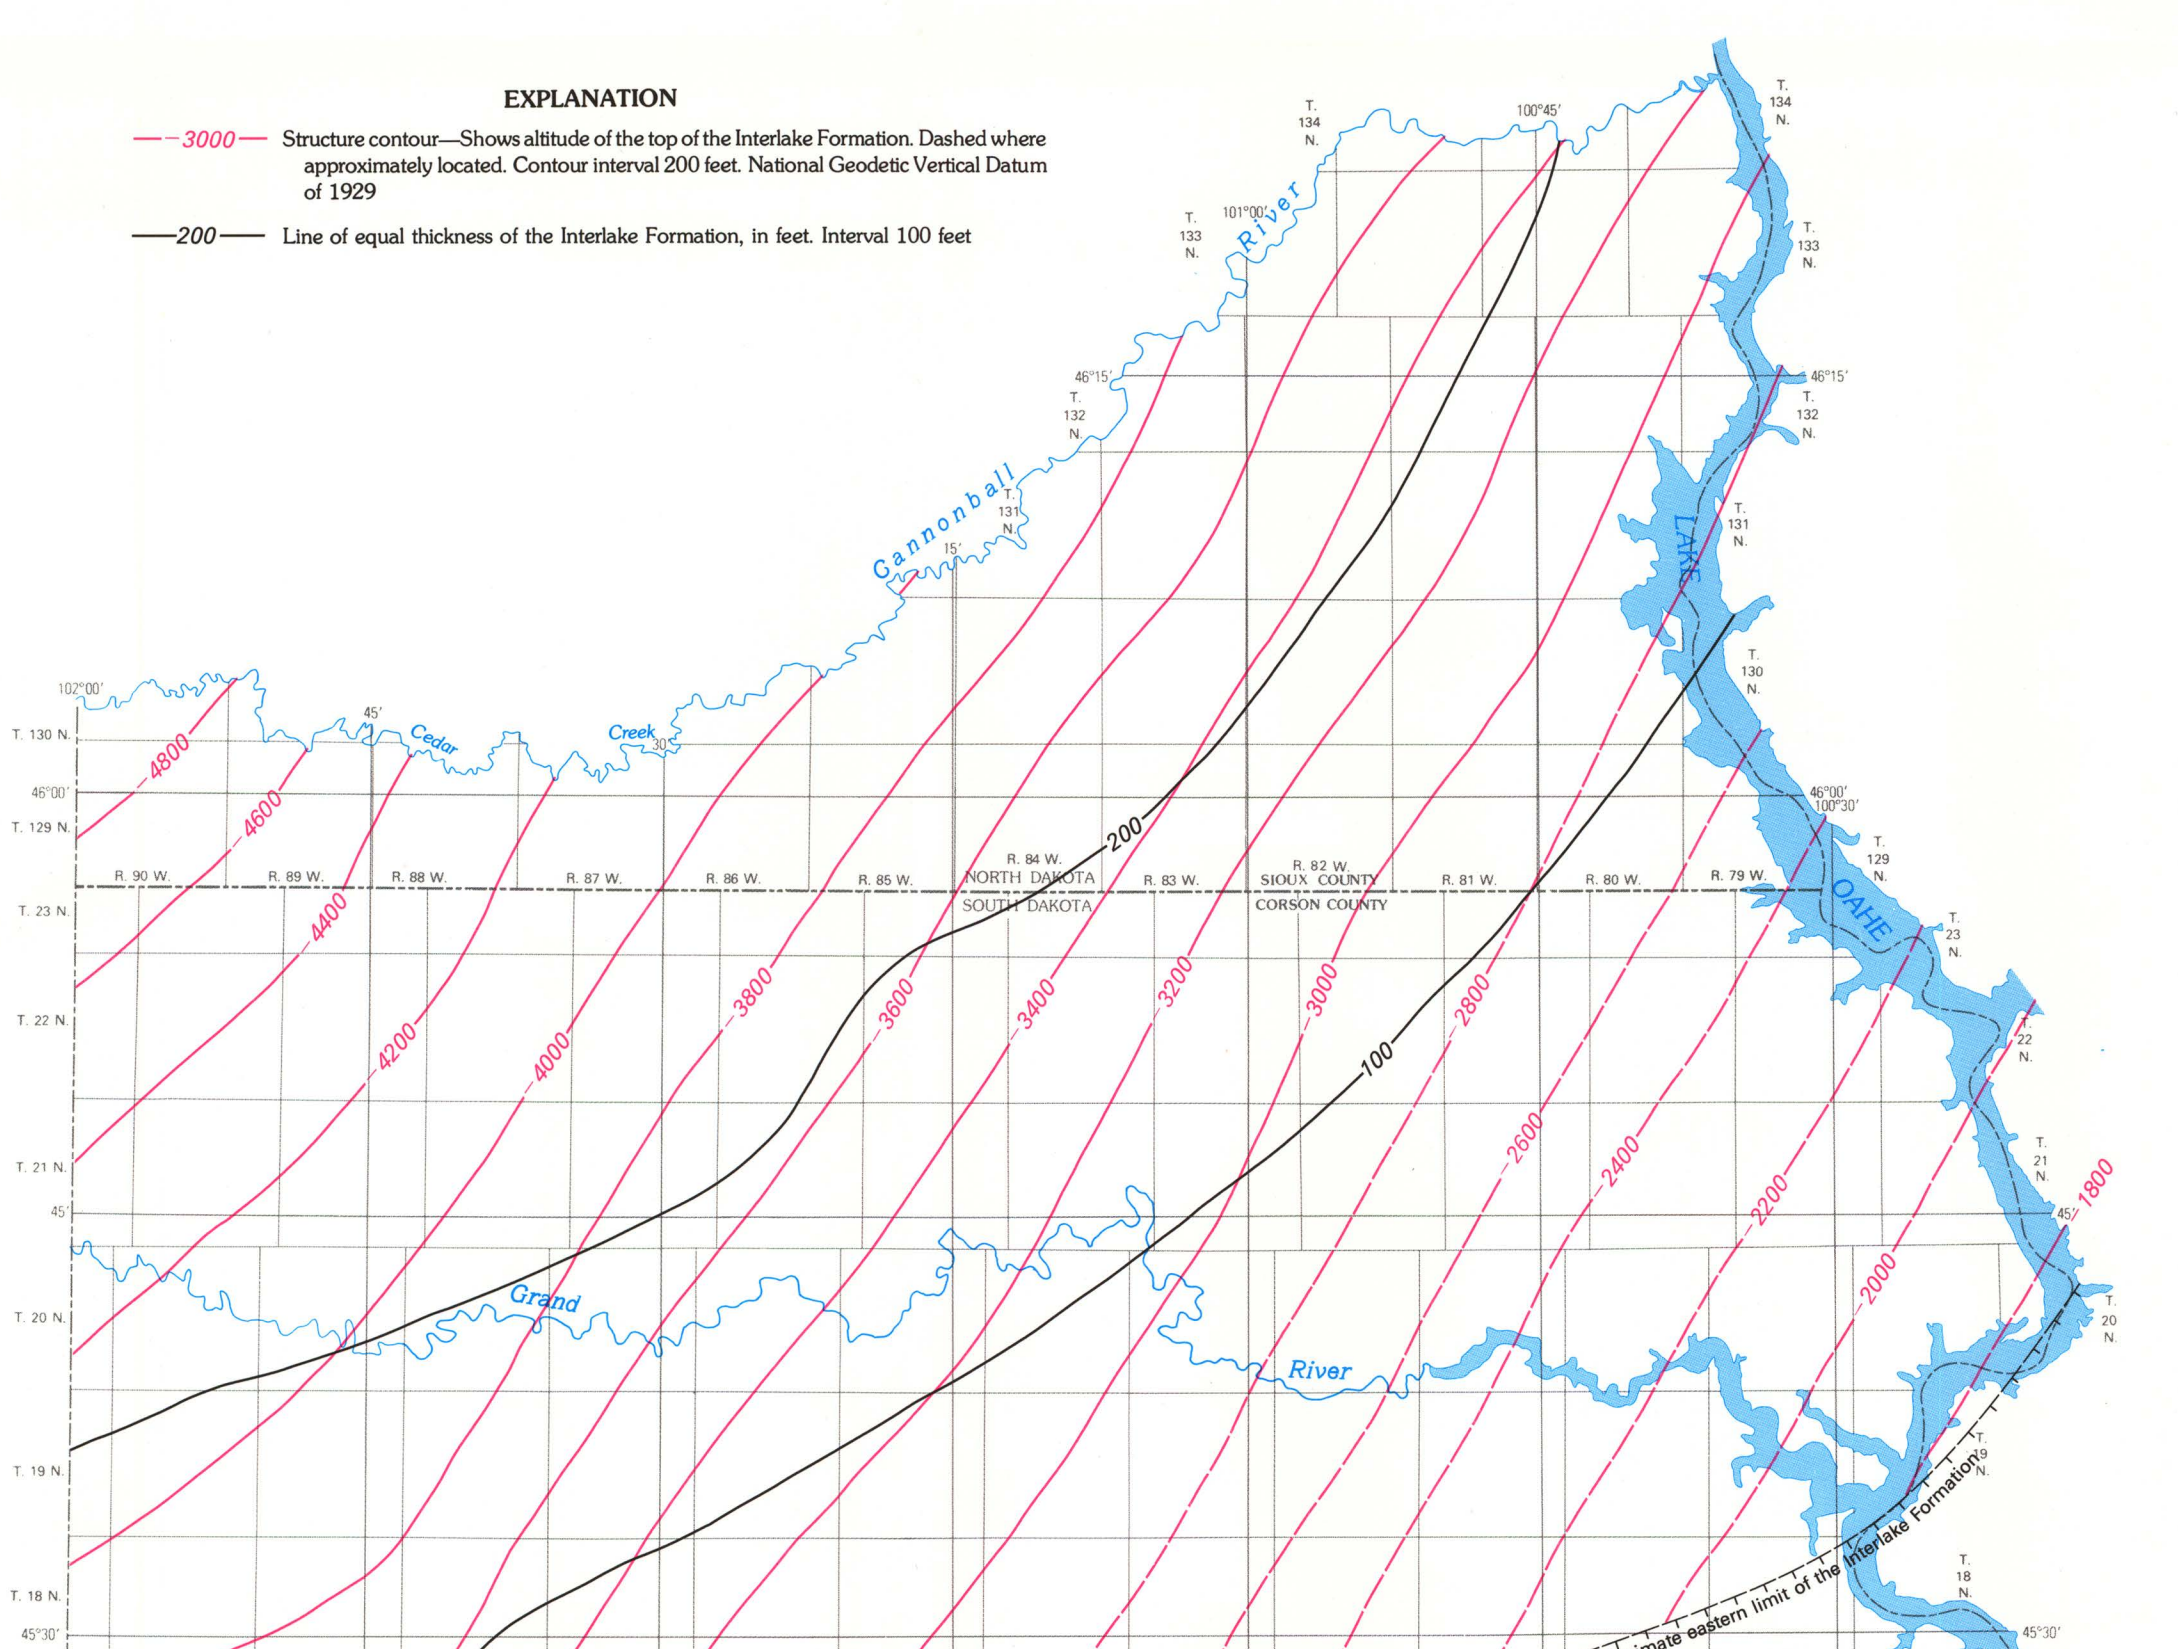 EXPLANATION
3000
Structure contour—Shows altitude of the top of the Interlake Formation. Dashed where
approximately located. Contour interval 200 feet. National Geodetic Vertical Datum
of 1929
200
Line of equal thickness of the Interlake Formation, in feet. Interval 100 feet
T.
134
N.
100°45′
T.
134
N.
T.
133
N.
101°00′
River
T.
133
N.
46°15′
46°15′
T.
132
N.
T.
132
N.
Cannonball
T.
131
N.
15′
LAKE
T.
131
N.
T.
130
N.
102°00′
45′
T. 130 N.
Cedar
Creek
30′
4800
46°00′
46°00′
100°30′
T. 129 N.
4600
200
T.
129
N.
R. 90 W.
R. 89 W.
R. 88 W.
R. 87 W.
R. 86 W.
R. 85 W.
R. 84 W.
NORTH DAKOTA
R. 83 W.
R. 82 W.
SIOUX COUNTY
R. 81 W.
R. 80 W.
R. 79 W.
SOUTH DAKOTA
CORSON COUNTY
OAHE
T. 23 N.
4400
T.
23
N.
3800
3600
3400
3200
3000
2800
T. 22 N.
4200
4000
100
T.
22
N.
2600
2400
T. 21 N.
T.
21
N.
2200
1800
45′
45′
2000
Grand
T. 20 N.
T.
20
N.
River
T. 19 N.
T.
19
N.
T. 18 N.
T.
18
N.
eastern limit of the Interlake Formation
45°30′
45°30′